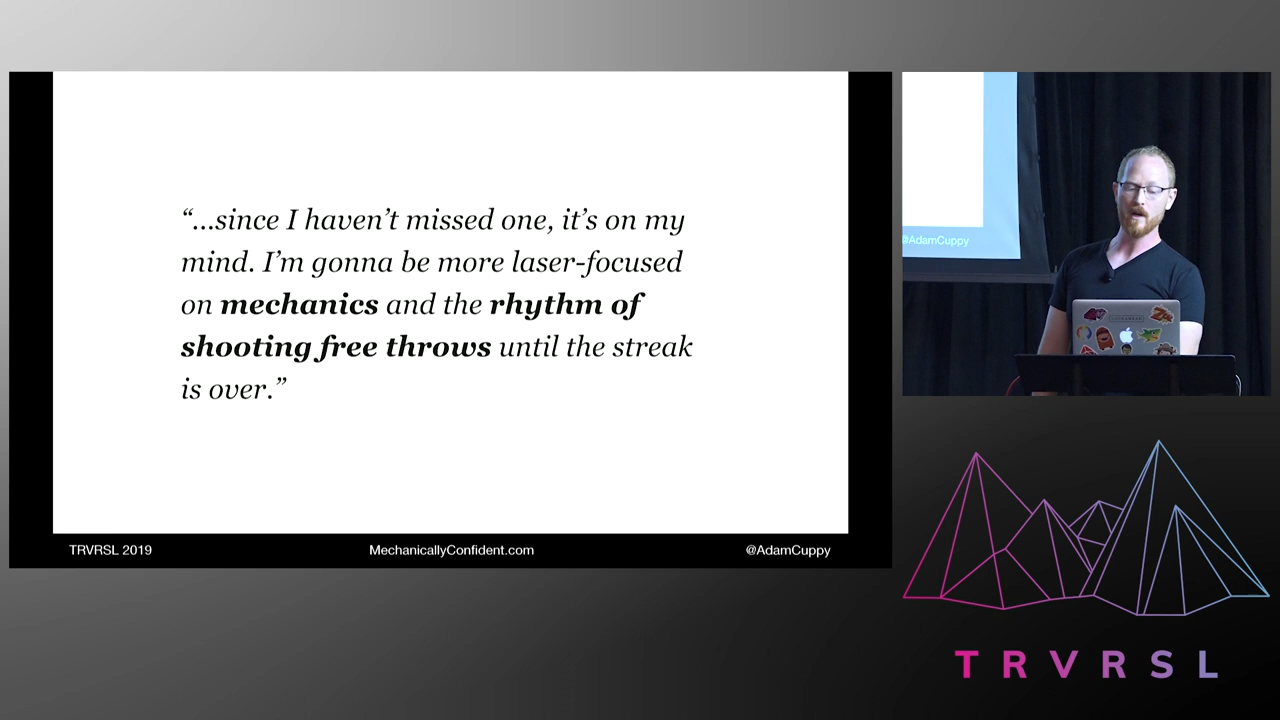 “...since I haven’t missed one, it’s on my
mind. I’m gonna be more laser-focused
on mechanics and the rhythm of
shooting free throws until the streak
is over.”
TRVRSL 2019
MechanicallyConfident.com
@AdamCuppy
@AdamCuppy
TRVRSL